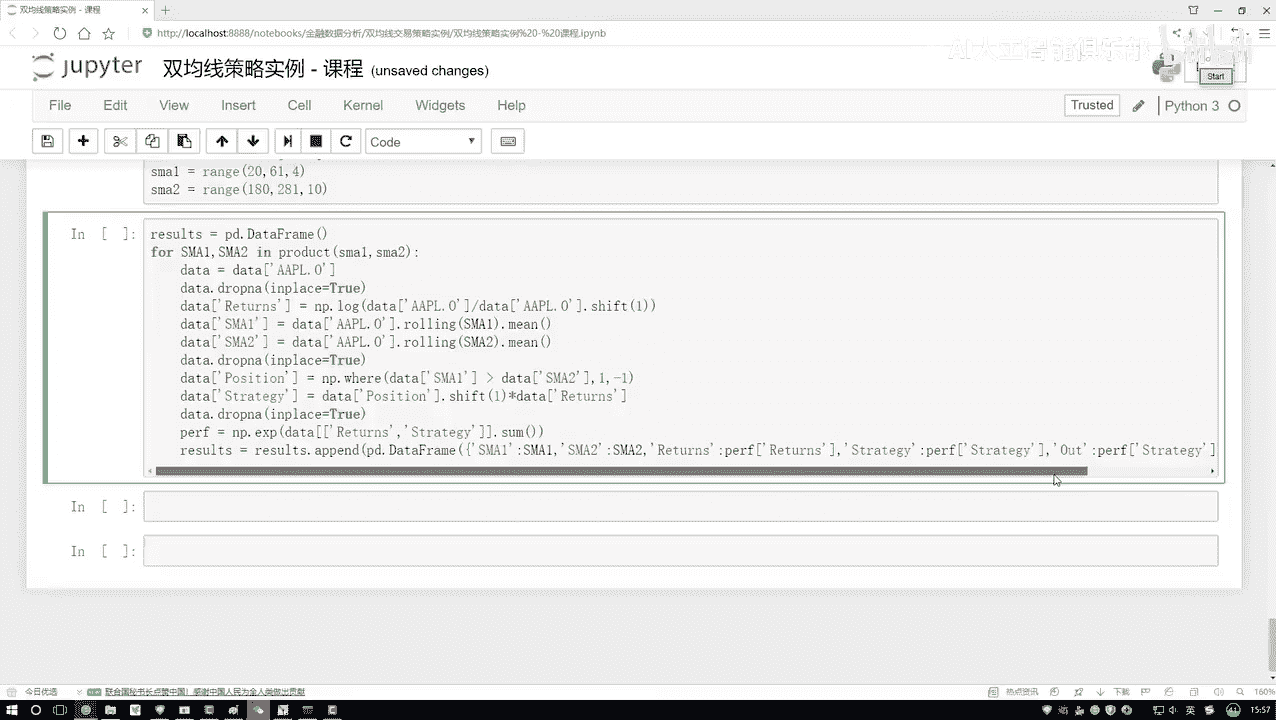 双均线策略实例 - 课程
http://localhost:8888/notebooks/金融数据分析/双均线交易策略实例/双均线策略实例%20-%20课程.ipynb
AI人工智能俱乐部
jupyter 双均线策略实例 - 课程 (unsaved changes)
Start
File Edit View Insert Cell Kernel Widgets Help
Trusted
Python 3
Code
sma1 = range(20,61,4)
sma2 = range(180,281,10)
In [ ]:
results = pd.DataFrame()
for SMA1,SMA2 in product(sma1,sma2):
    data = data['AAPL.O']
    data.dropna(inplace=True)
    data['Returns'] = np.log(data['AAPL.O']/data['AAPL.O'].shift(1))
    data['SMA1'] = data['AAPL.O'].rolling(SMA1).mean()
    data['SMA2'] = data['AAPL.O'].rolling(SMA2).mean()
    data.dropna(inplace=True)
    data['Position'] = np.where(data['SMA1'] > data['SMA2'],1,-1)
    data['Strategy'] = data['Position'].shift(1)*data['Returns']
    data.dropna(inplace=True)
    perf = np.exp(data[['Returns','Strategy']].sum())
    results = results.append(pd.DataFrame({'SMA1':SMA1,'SMA2':SMA2,'Returns':perf['Returns'],'Strategy':perf['Strategy'],'Out':perf['Strategy']
In [ ]:
In [ ]:
今日优选
联合国秘书长点赞中国！感谢中国人民为全人类做出贡献
热点资讯
下载
160%
英
15:57